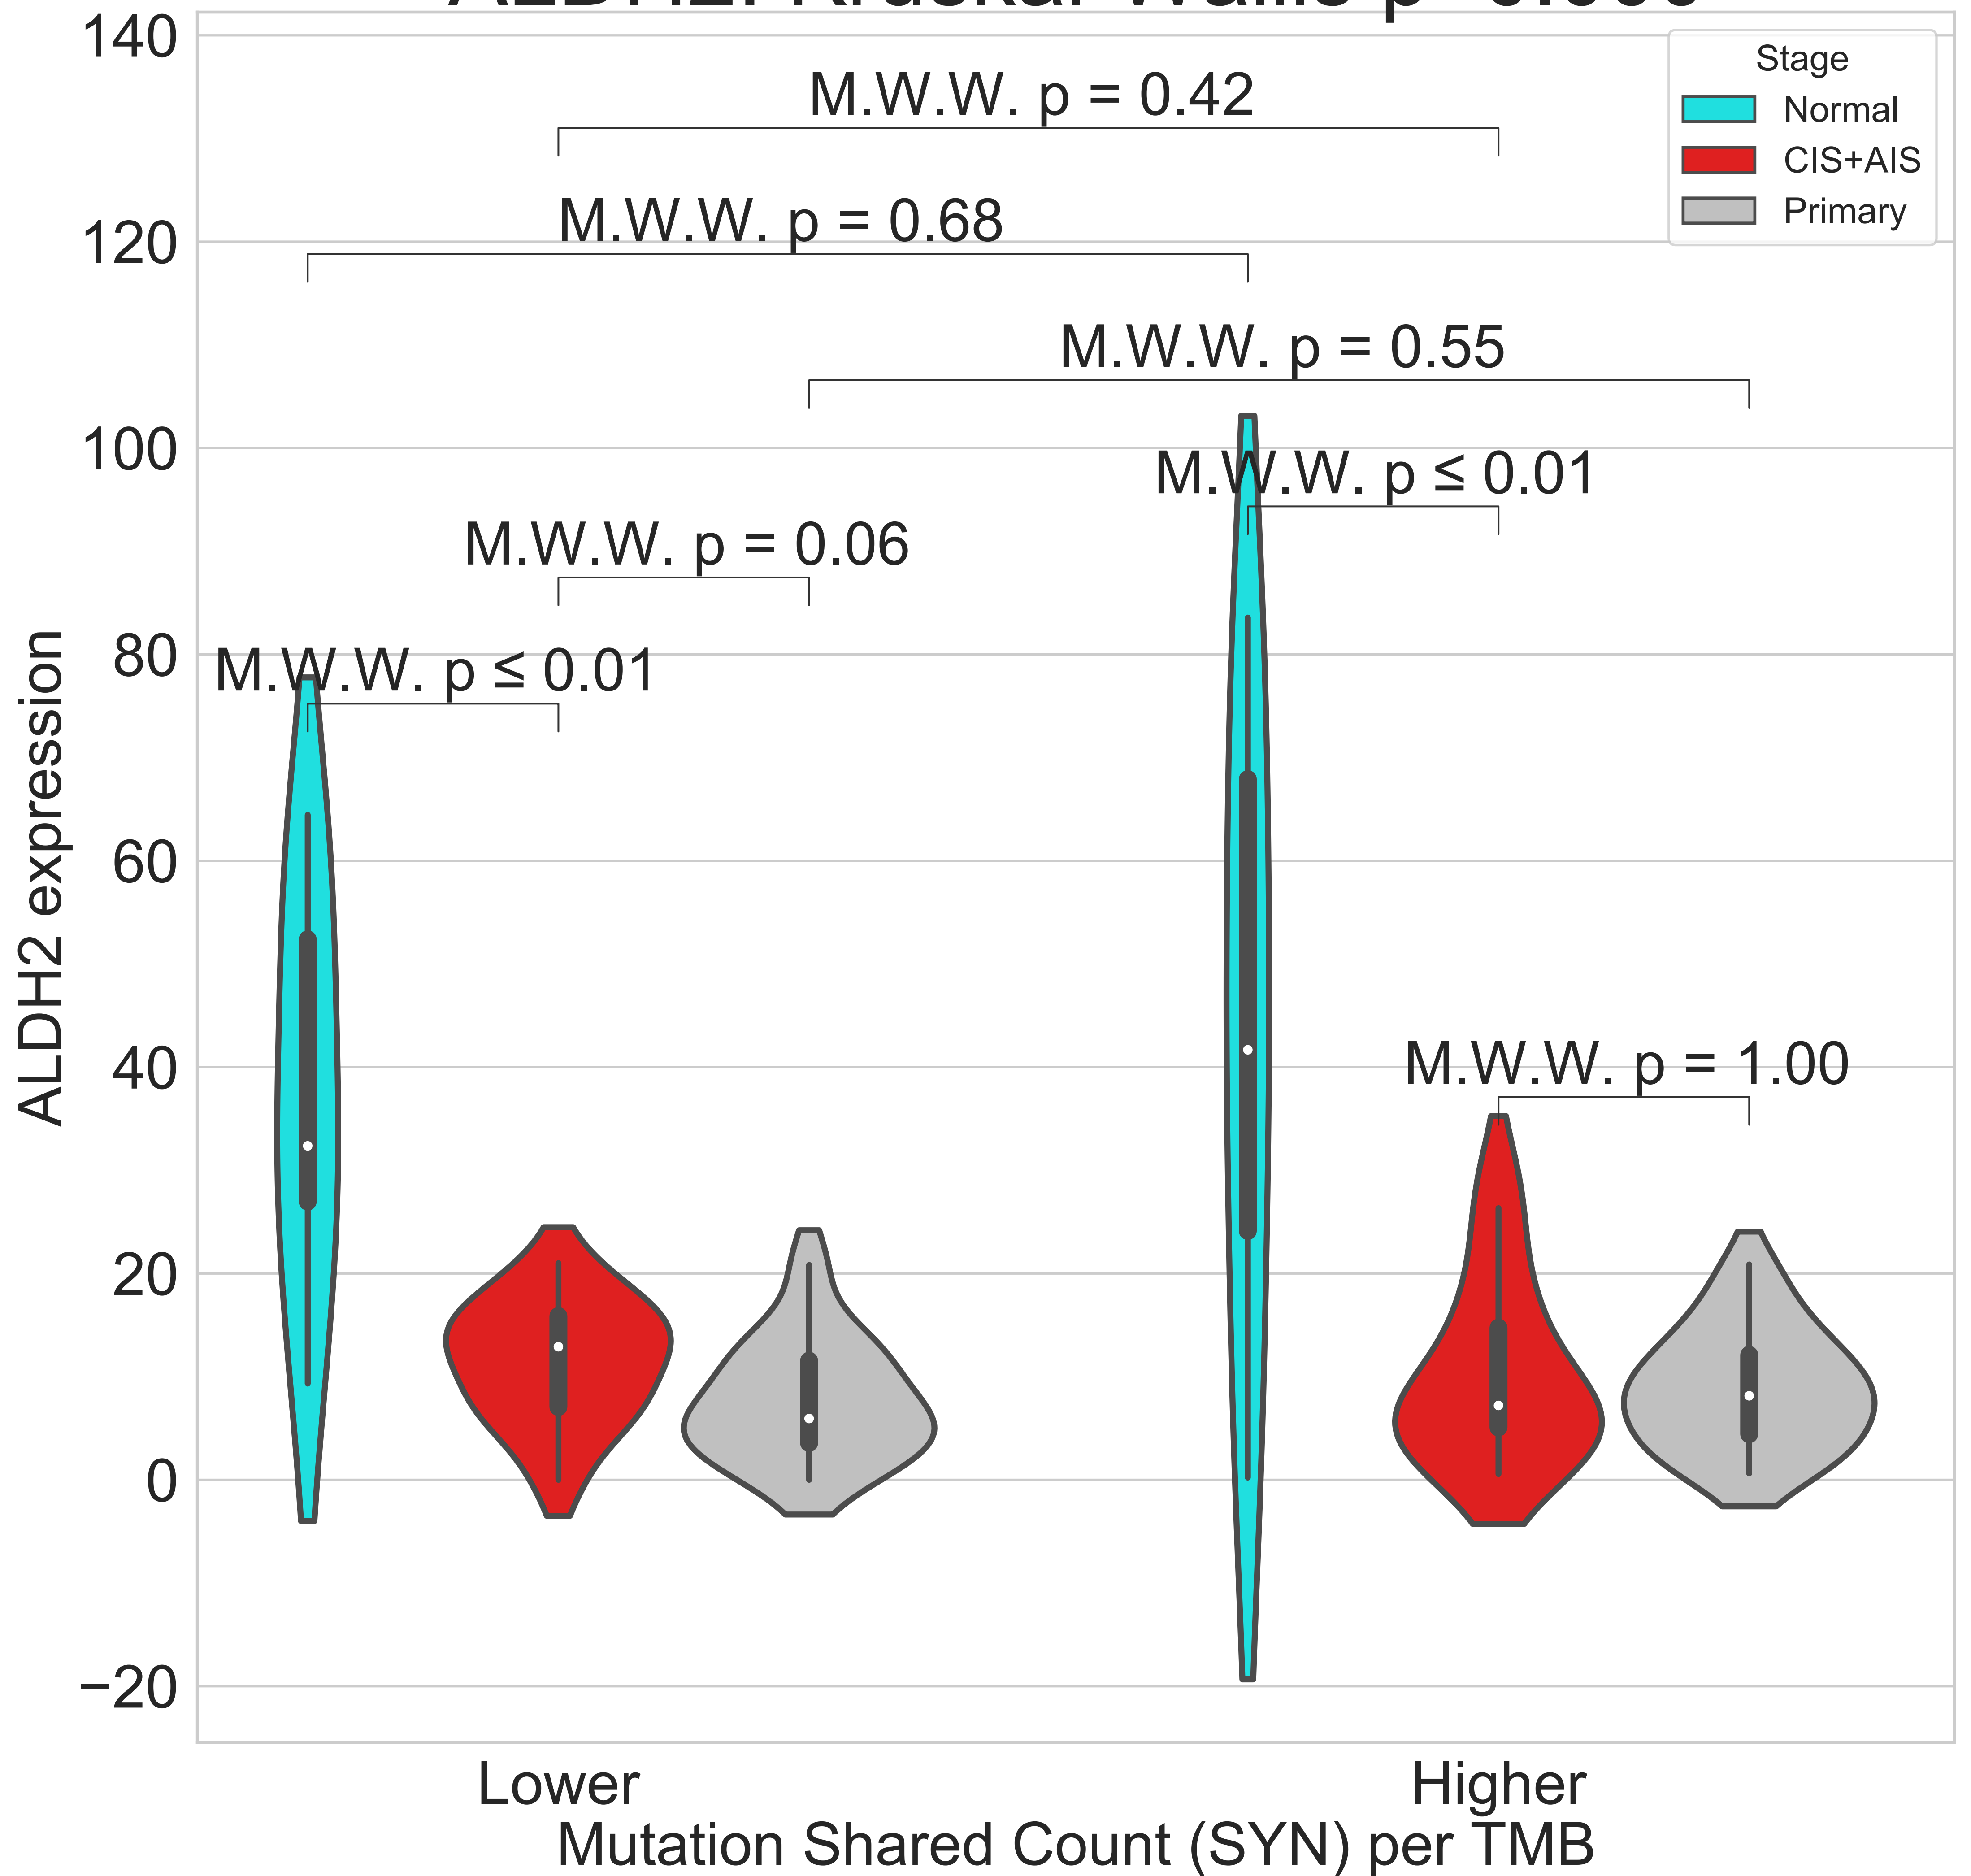 140
Stage
Normal
CIS+AIS
Primary
M.W.W. p = 0.42
M.W.W. p = 0.68
120
M.W.W. p = 0.55
100
M.W.W. p ≤ 0.01
M.W.W. p = 0.06
80
M.W.W. p ≤ 0.01
60
ALDH2 expression
40
M.W.W. p = 1.00
20
0
−20
Lower
Higher
Mutation Shared Count (SYN) per TMB